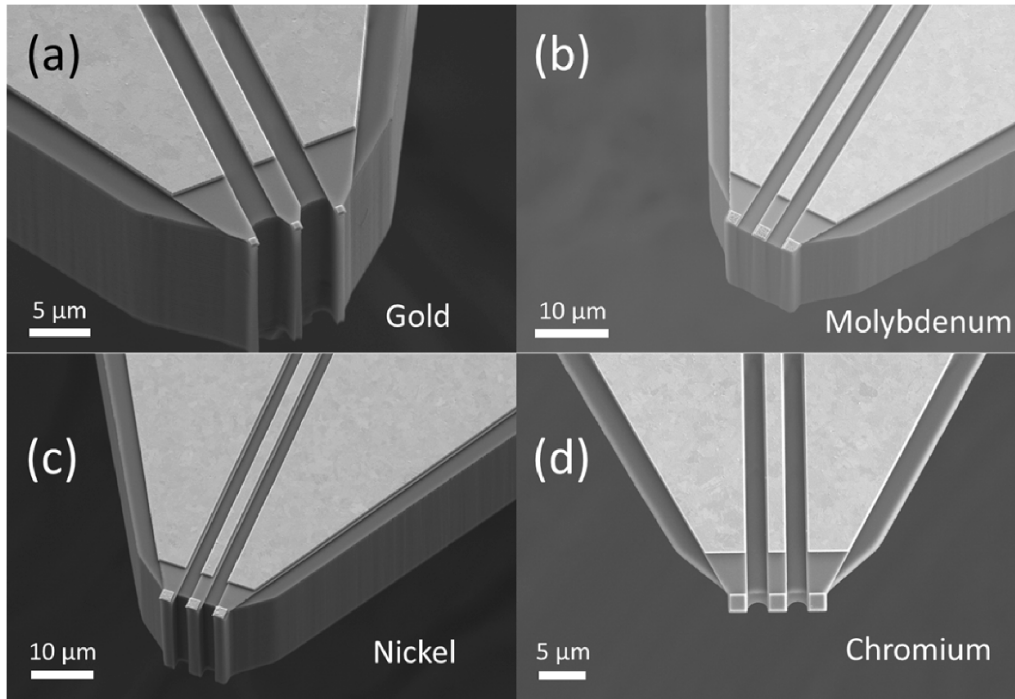 (a)
5 μm
Gold
(b)
10 μm
Molybdenum
(c)
10 μm
Nickel
(d)
5 μm
Chromium